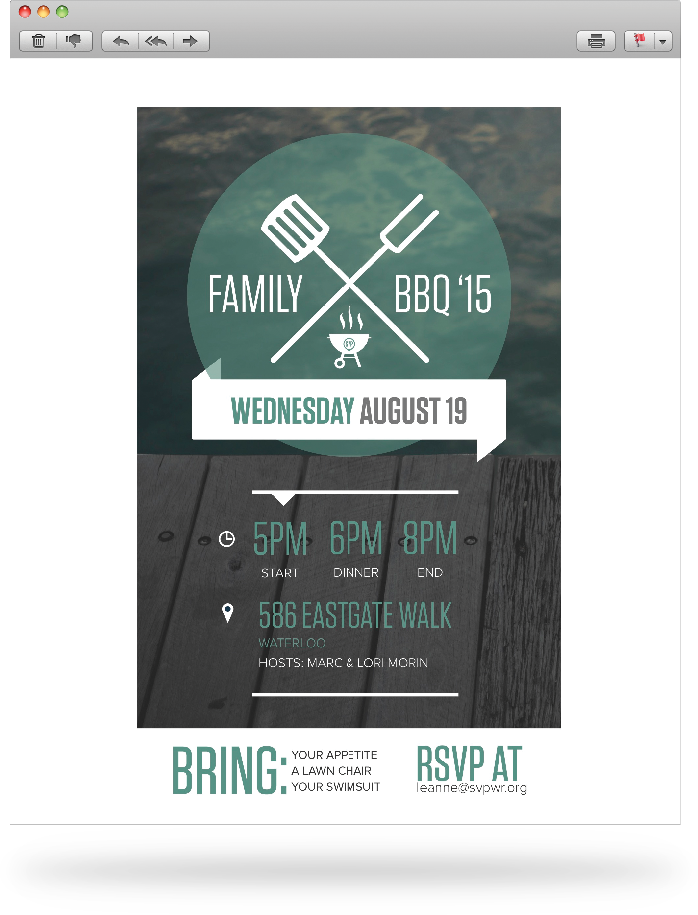 FAMILY BBQ ‘15
WEDNESDAY AUGUST 19
5PM 6PM 8PM
START DINNER END
586 EASTGATE WALK
WATERLOO
HOSTS: MARC & LORI MORIN
BRING:
YOUR APPETITE
A LAWN CHAIR
YOUR SWIMSUIT
RSVP AT
leanne@svpwr.org